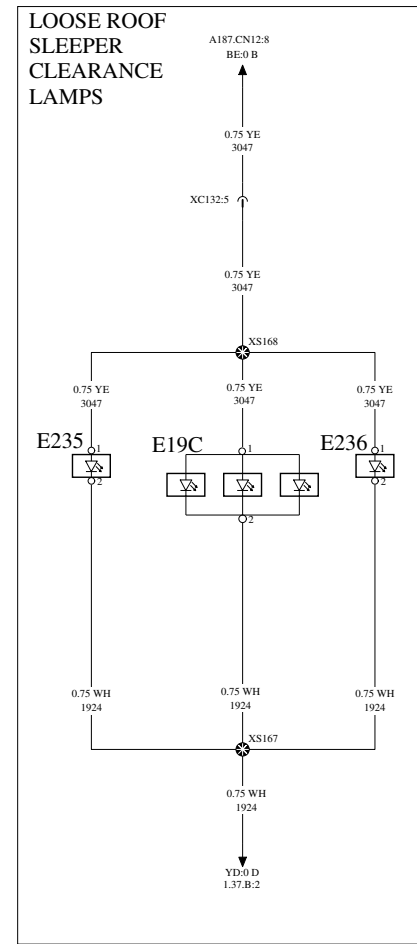 LOOSE ROOF
SLEEPER
CLEARANCE
LAMPS
A187.CN12:8
BE:0 B
0.75 YE
3047
XC132:5
0.75 YE
3047
XS168
0.75 YE
3047
0.75 YE
3047
0.75 YE
3047
E235
1
2
E19C
1
2
E236
1
2
0.75 WH
1924
0.75 WH
1924
0.75 WH
1924
XS167
0.75 WH
1924
YD:0 D
1.37.B:2